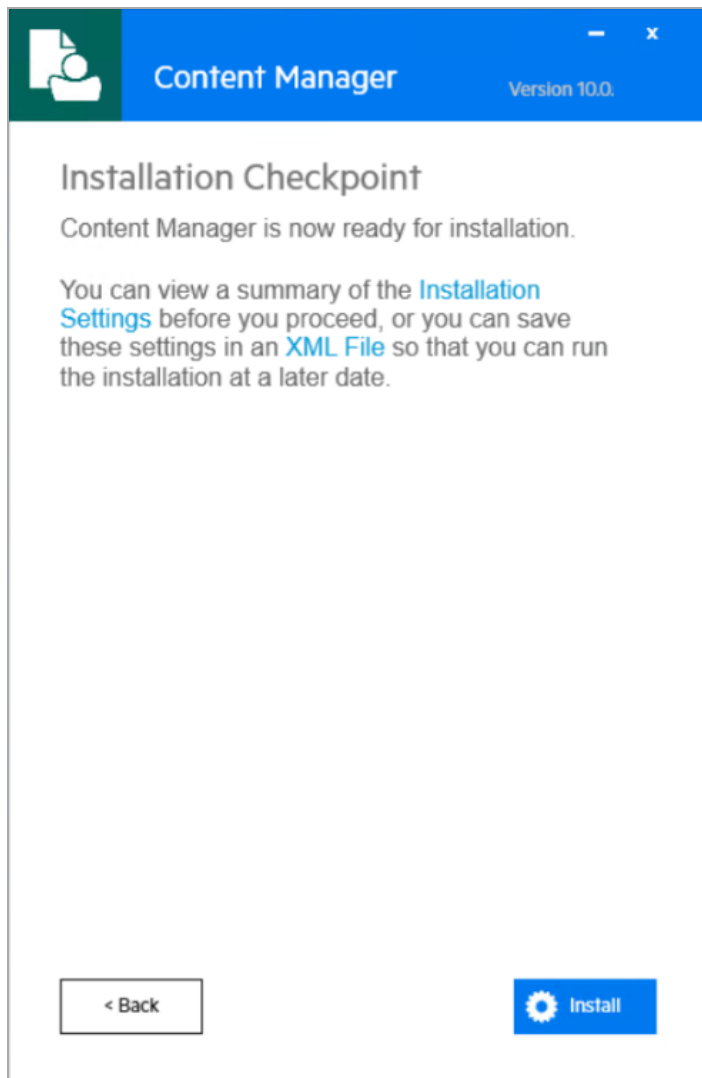 Content Manager
Version 10.0.
Installation Checkpoint
Content Manager is now ready for installation.
You can view a summary of the Installation
Settings before you proceed, or you can save
these settings in an XML File so that you can run
the installation at a later date.
< Back
Install